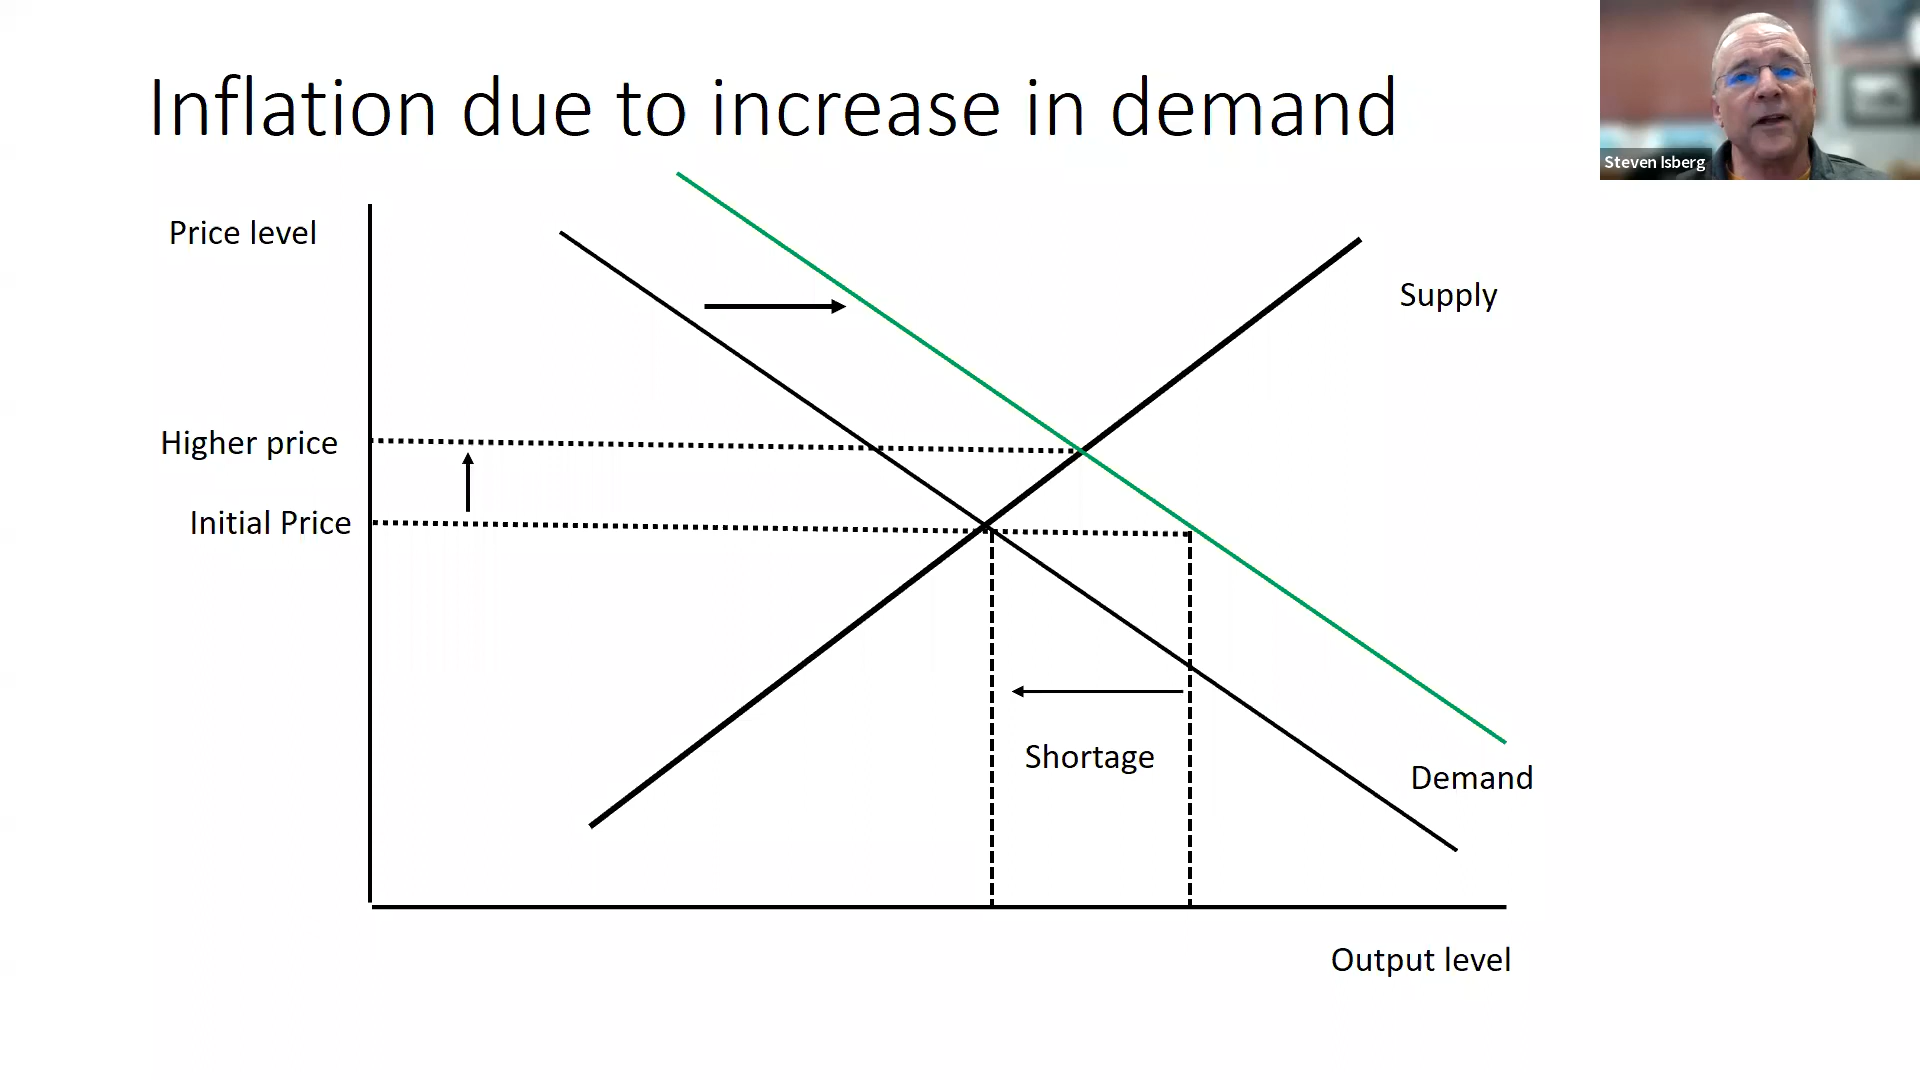 Inflation due to increase in demand
Steven Isberg
Price level
Supply
Higher price
Initial Price
Shortage
Demand
Output level